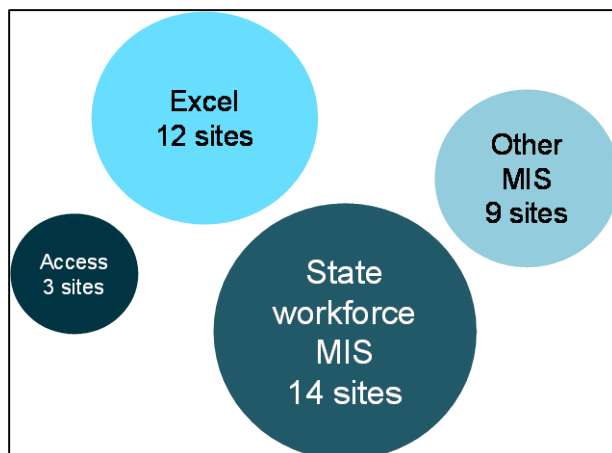 Excel
12 sites
Other
MIS
9 sites
Access
3 sites
State
workforce
MIS
14 sites